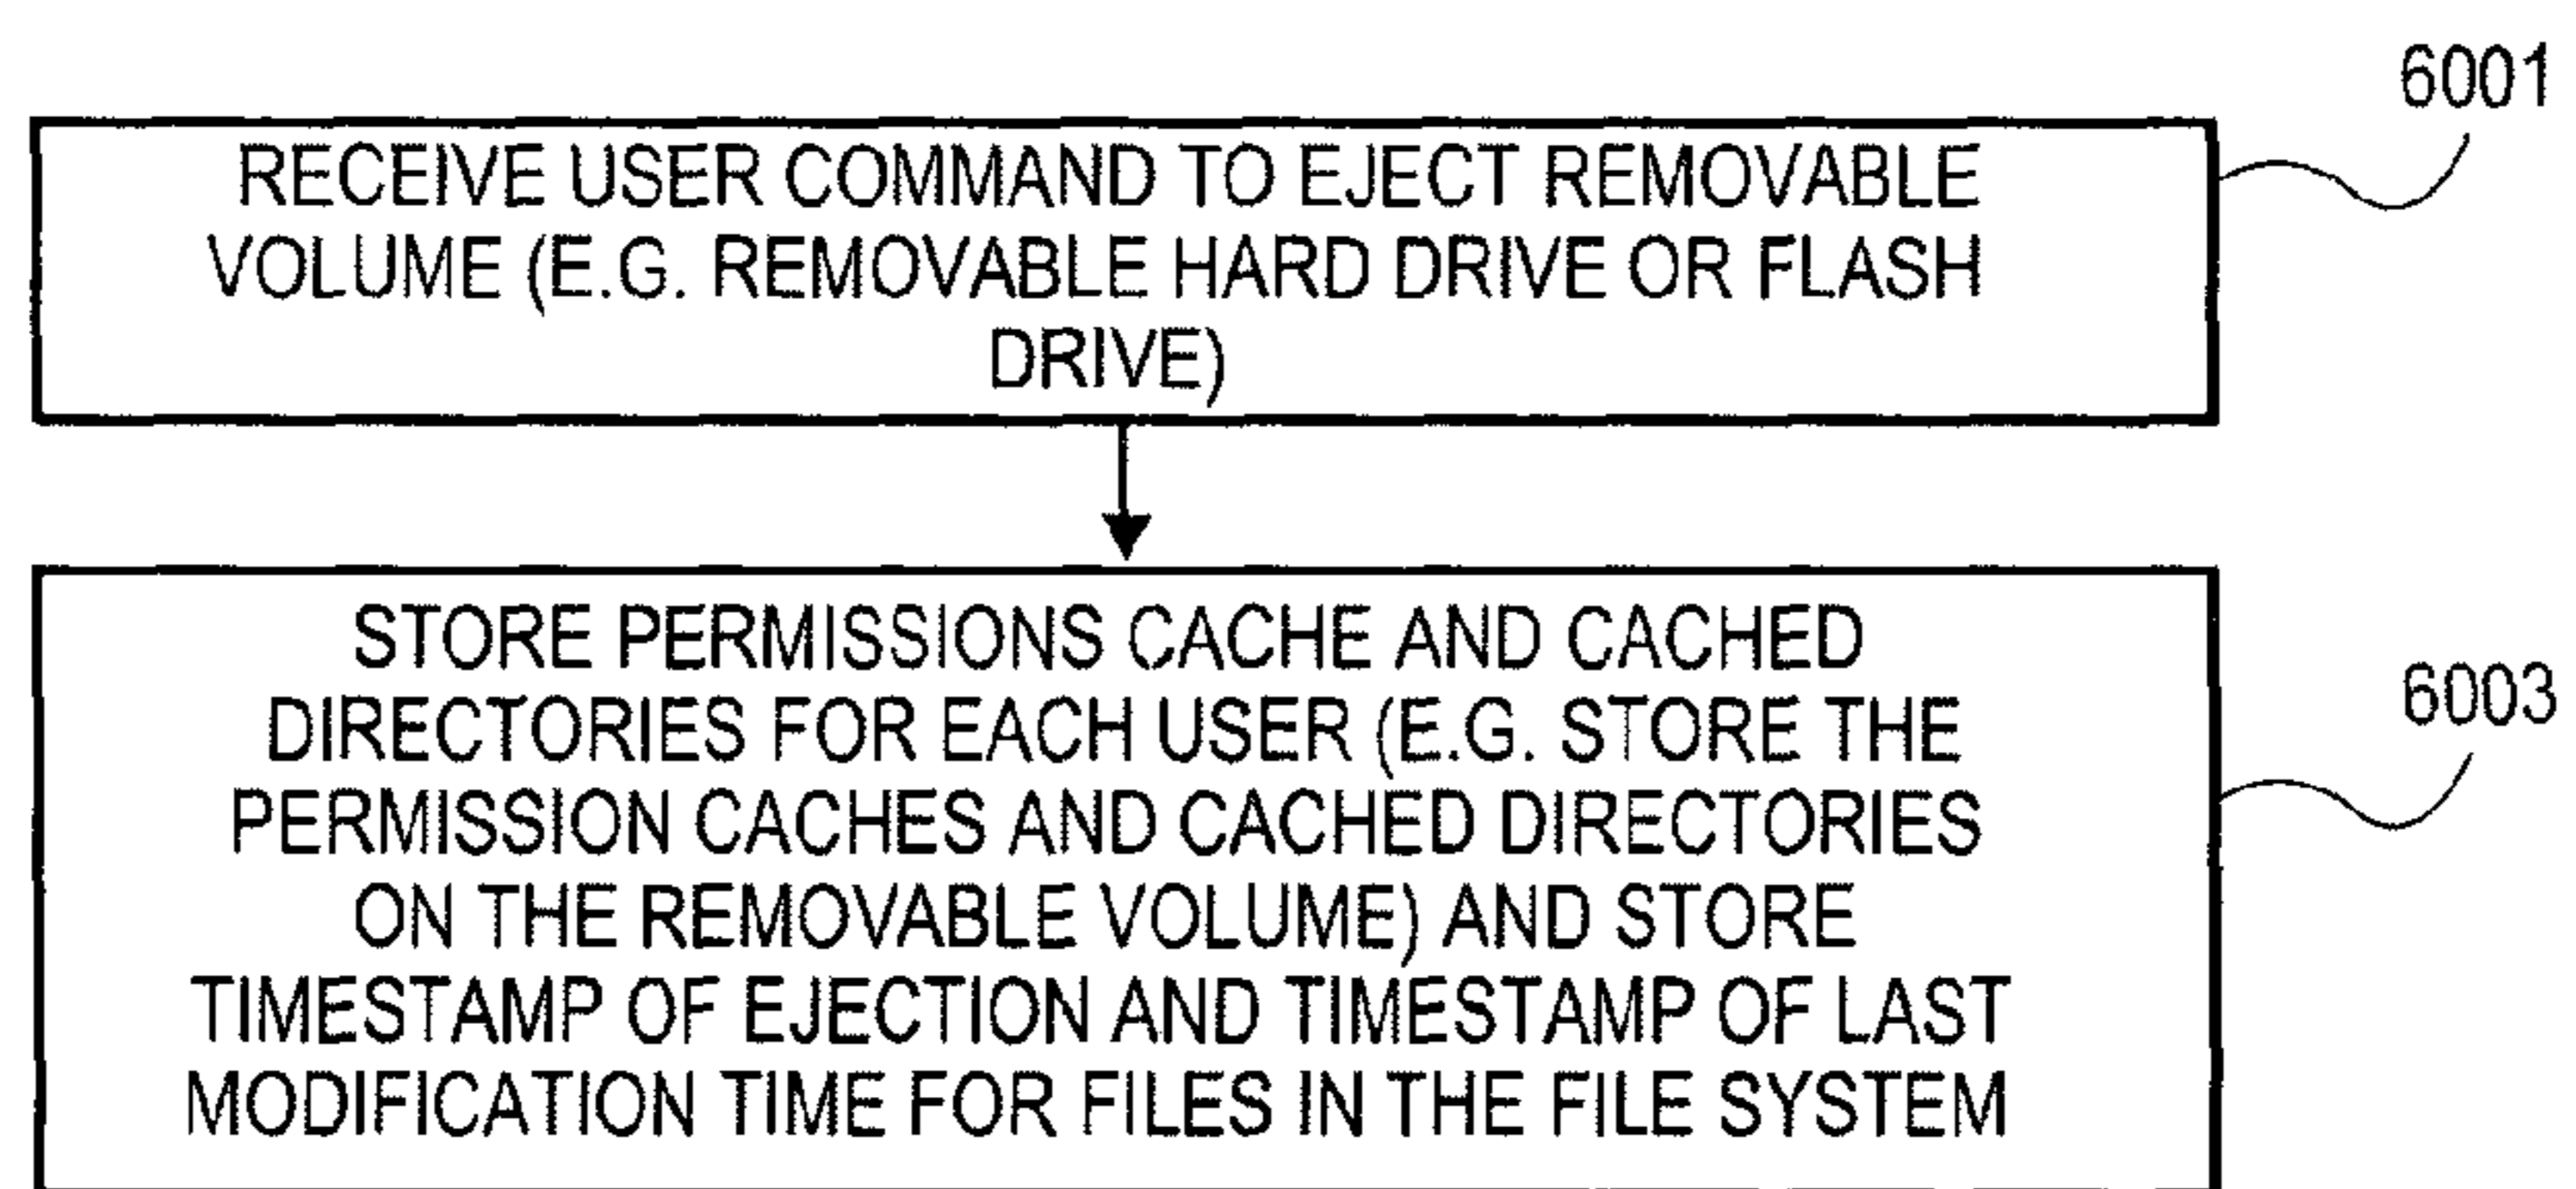 6001
RECEIVE USER COMMAND TO EJECT REMOVABLE
VOLUME (E.G. REMOVABLE HARD DRIVE OR FLASH
DRIVE)
STORE PERMISSIONS CACHE AND CACHED
DIRECTORIES FOR EACH USER (E.G. STORE THE
PERMISSION CACHES AND CACHED DIRECTORIES
ON THE REMOVABLE VOLUME) AND STORE
TIMESTAMP OF EJECTION AND TIMESTAMP OF LAST
MODIFICATION TIME FOR FILES IN THE FILE SYSTEM
6003